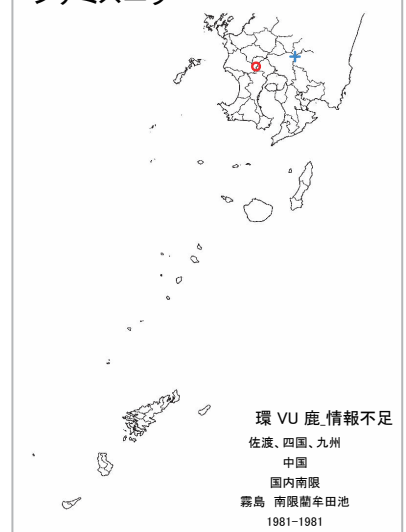 環 VU 鹿_情報不足
佐渡、四国、九州
中国
国内南限
霧島 南限藺牟田池
1981-1981